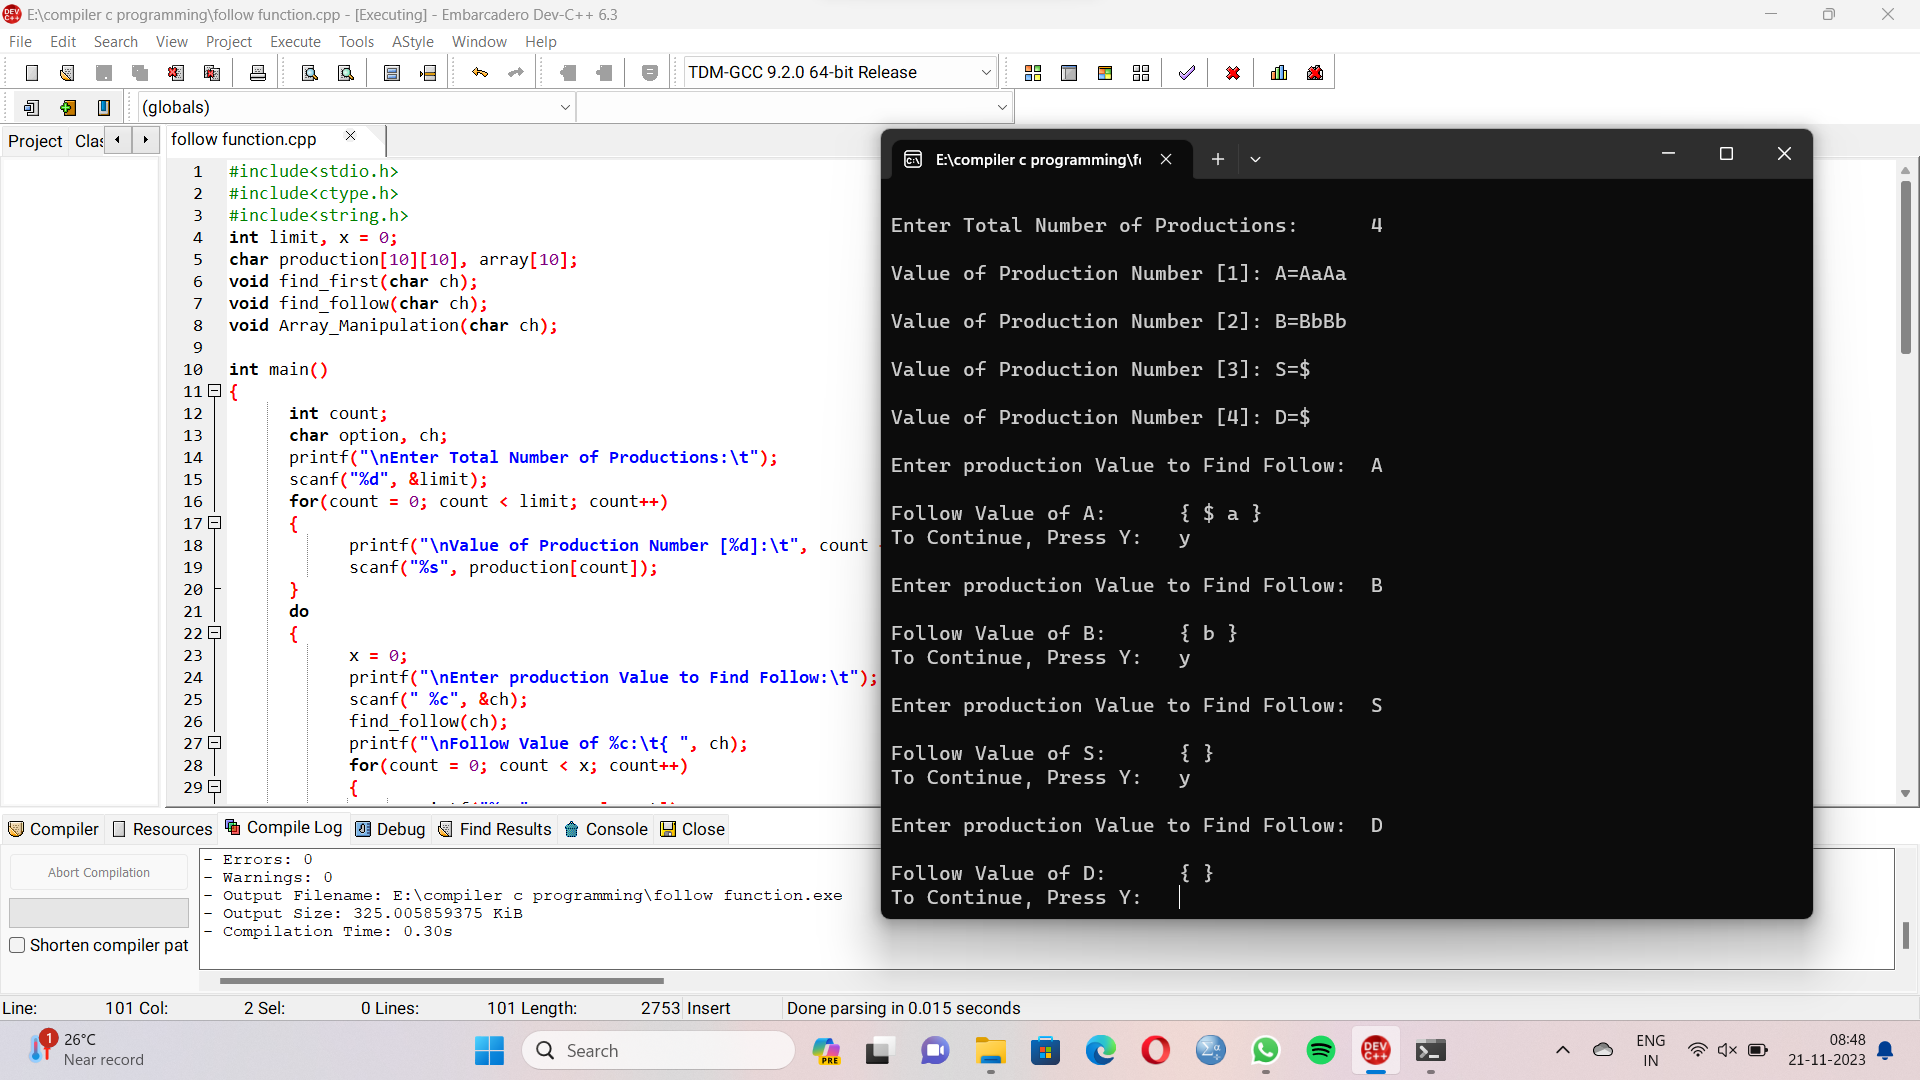 E:\compiler c programming\follow function.cpp - [Executing] - Embarcadero Dev-C++ 6.3
File Edit Search View Project Execute Tools AStyle Window Help
TDM-GCC 9.2.0 64-bit Release
(globals)
Project Clas
follow function.cpp
1 #include<stdio.h>
2 #include<ctype.h>
3 #include<string.h>
4 int limit, x = 0;
5 char production[10][10], array[10];
6 void find_first(char ch);
7 void find_follow(char ch);
8 void Array_Manipulation(char ch);
9
10 int main()
11 {
12 int count;
13 char option, ch;
14 printf("\nEnter Total Number of Productions:\t");
15 scanf("%d", &limit);
16 for(count = 0; count < limit; count++)
17 {
18 printf("\nValue of Production Number [%d]:\t", count
19 scanf("%s", production[count]);
20 }
21 do
22 {
23 x = 0;
24 printf("\nEnter production Value to Find Follow:\t");
25 scanf(" %c", &ch);
26 find_follow(ch);
27 printf("\nFollow Value of %c:\t{ ", ch);
28 for(count = 0; count < x; count++)
29 {
E:\compiler c programming\f
Enter Total Number of Productions: 4
Value of Production Number [1]: A=AaAa
Value of Production Number [2]: B=BbBb
Value of Production Number [3]: S=$
Value of Production Number [4]: D=$
Enter production Value to Find Follow: A
Follow Value of A: { $ a }
To Continue, Press Y: y
Enter production Value to Find Follow: B
Follow Value of B: { b }
To Continue, Press Y: y
Enter production Value to Find Follow: S
Follow Value of S: { }
To Continue, Press Y: y
Enter production Value to Find Follow: D
Follow Value of D: { }
To Continue, Press Y:
Compiler Resources Compile Log Debug Find Results Console Close
Abort Compilation
Shorten compiler pat
- Errors: 0
- Warnings: 0
- Output Filename: E:\compiler c programming\follow function.exe
- Output Size: 325.005859375 KiB
- Compilation Time: 0.30s
Line: 101 Col: 2 Sel: 0 Lines: 101 Length: 2753 Insert Done parsing in 0.015 seconds
1
26°C
Near record
Search
PRE
DEV C++
ENG
IN
08:48
21-11-2023